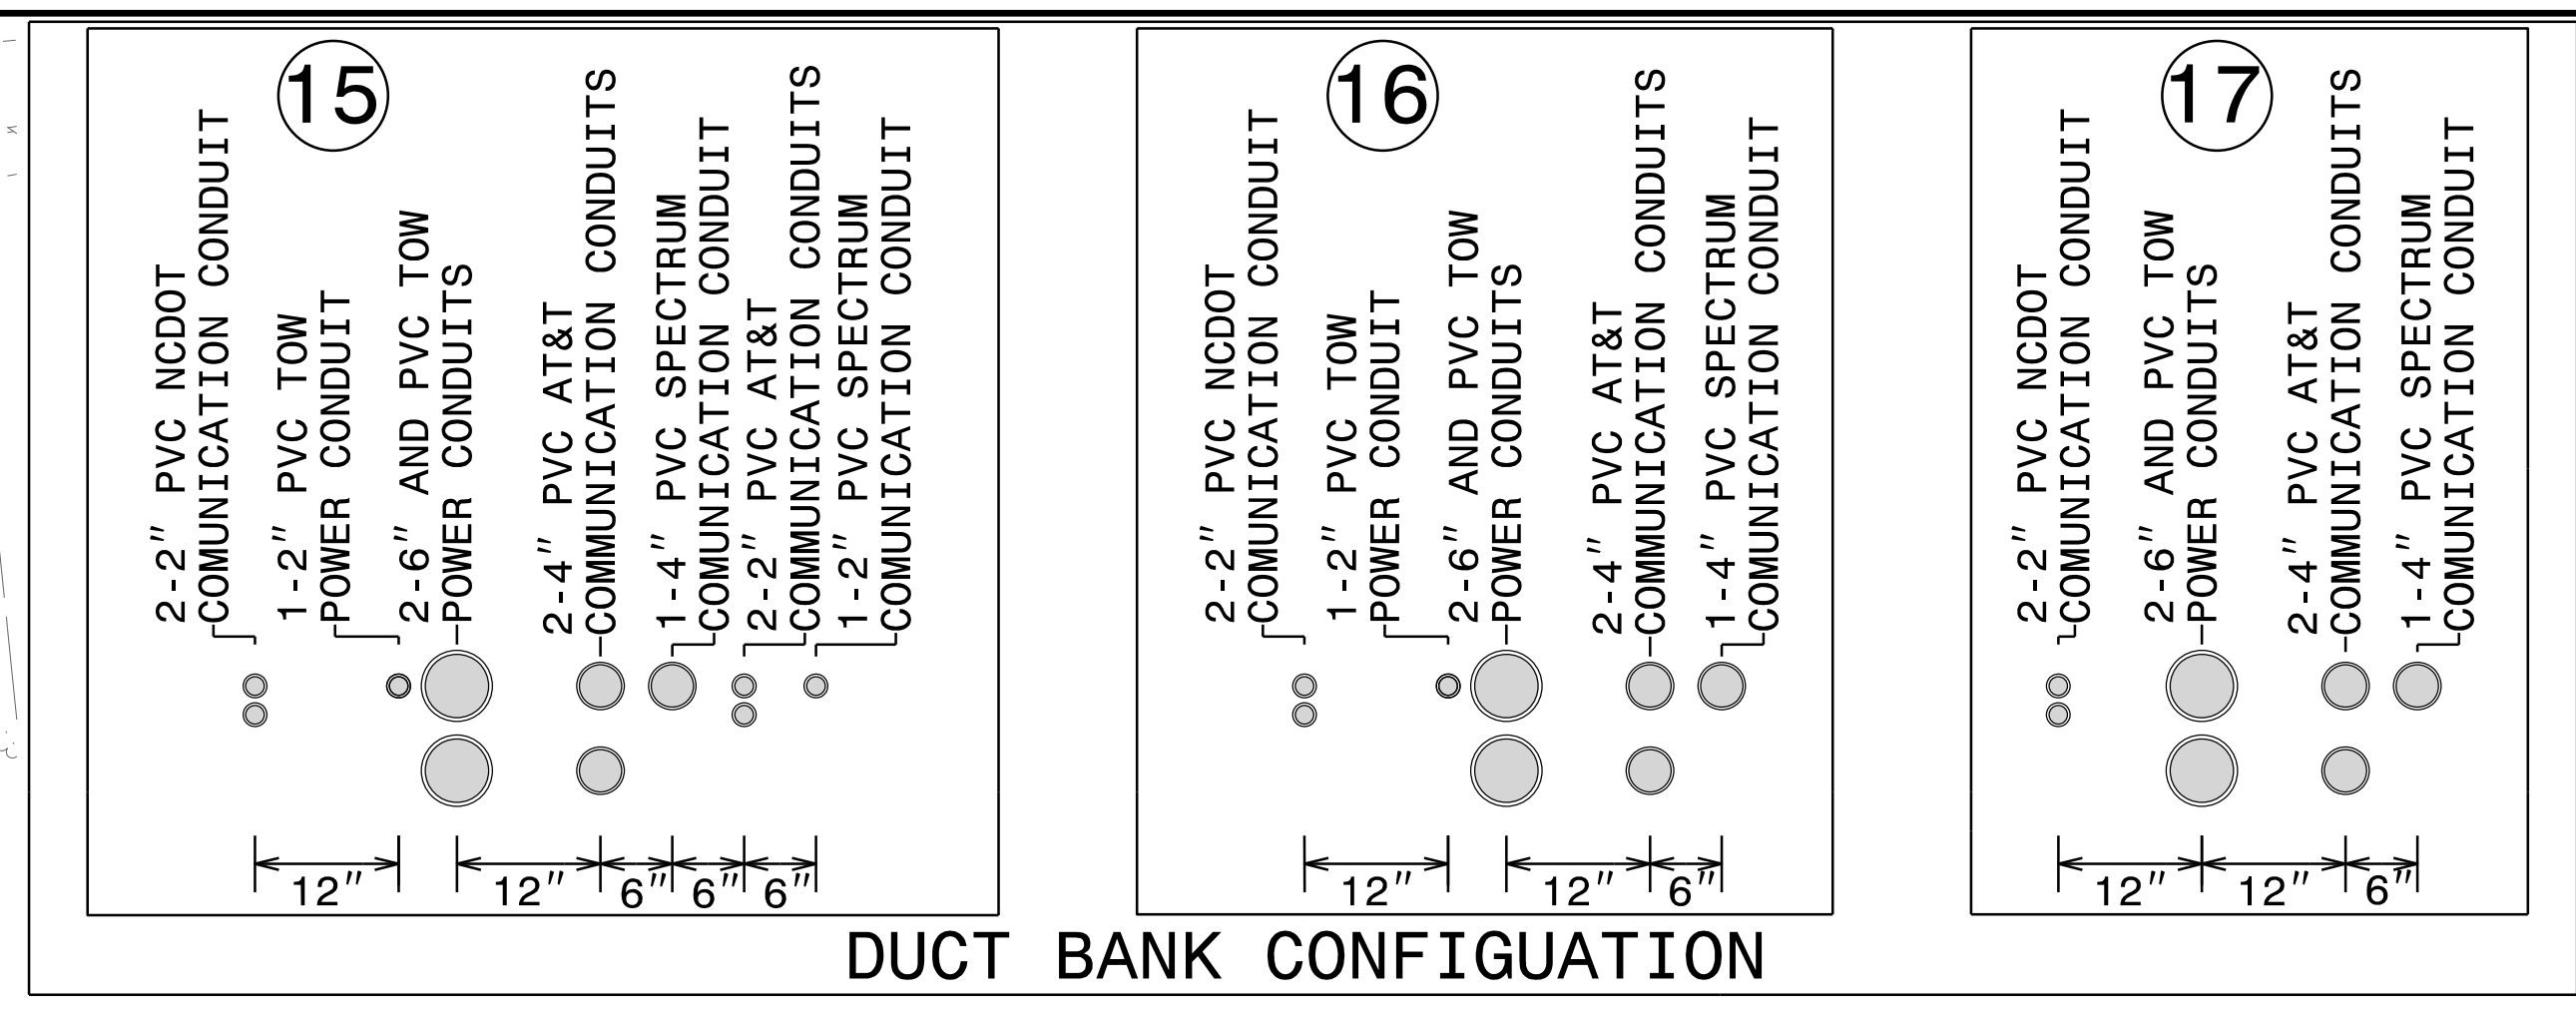 15
2-2" PVC NCDOT
COMUNICATION CONDUIT
1-2" PVC TOW
POWER CONDUIT
2-6" AND PVC TOW
POWER CONDUITS
2-4" PVC AT&T
COMMUNICATION CONDUITS
1-4" PVC SPECTRUM
COMUNICATION CONDUIT
2-2" PVC AT&T
COMMUNICATION CONDUITS
1-2" PVC SPECTRUM
COMUNICATION CONDUIT
12" 12" 6" 6" 6"
16
2-2" PVC NCDOT
COMUNICATION CONDUIT
1-2" PVC TOW
POWER CONDUIT
2-6" AND PVC TOW
POWER CONDUITS
2-4" PVC AT&T
COMMUNICATION CONDUITS
1-4" PVC SPECTRUM
COMUNICATION CONDUIT
12" 12" 6"
17
2-2" PVC NCDOT
COMUNICATION CONDUIT
2-6" AND PVC TOW
POWER CONDUITS
2-4" PVC AT&T
COMMUNICATION CONDUITS
1-4" PVC SPECTRUM
COMUNICATION CONDUIT
12" 12" 6"
DUCT BANK CONFIGUATION